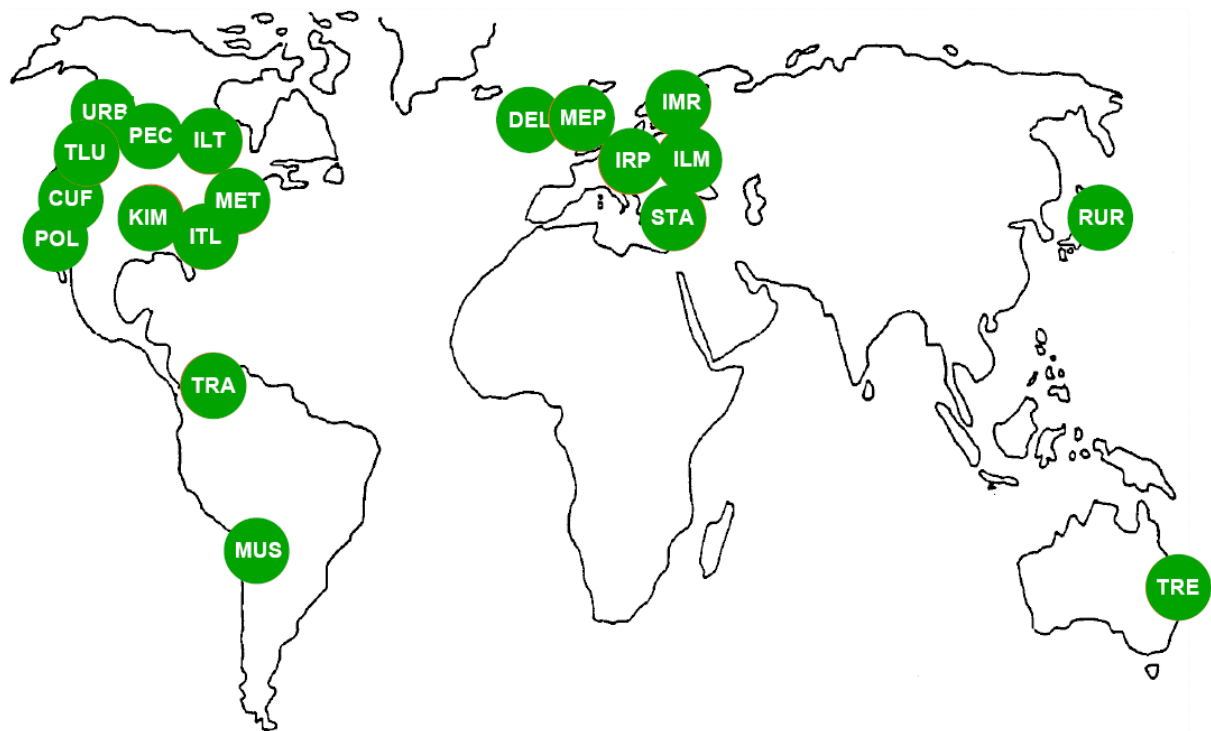 URB
PEC
ILT
TLU
CUF
MET
KIM
POL
ITL
DEL
MEP
IMR
IRP
ILM
STA
RUR
TRA
MUS
TRE